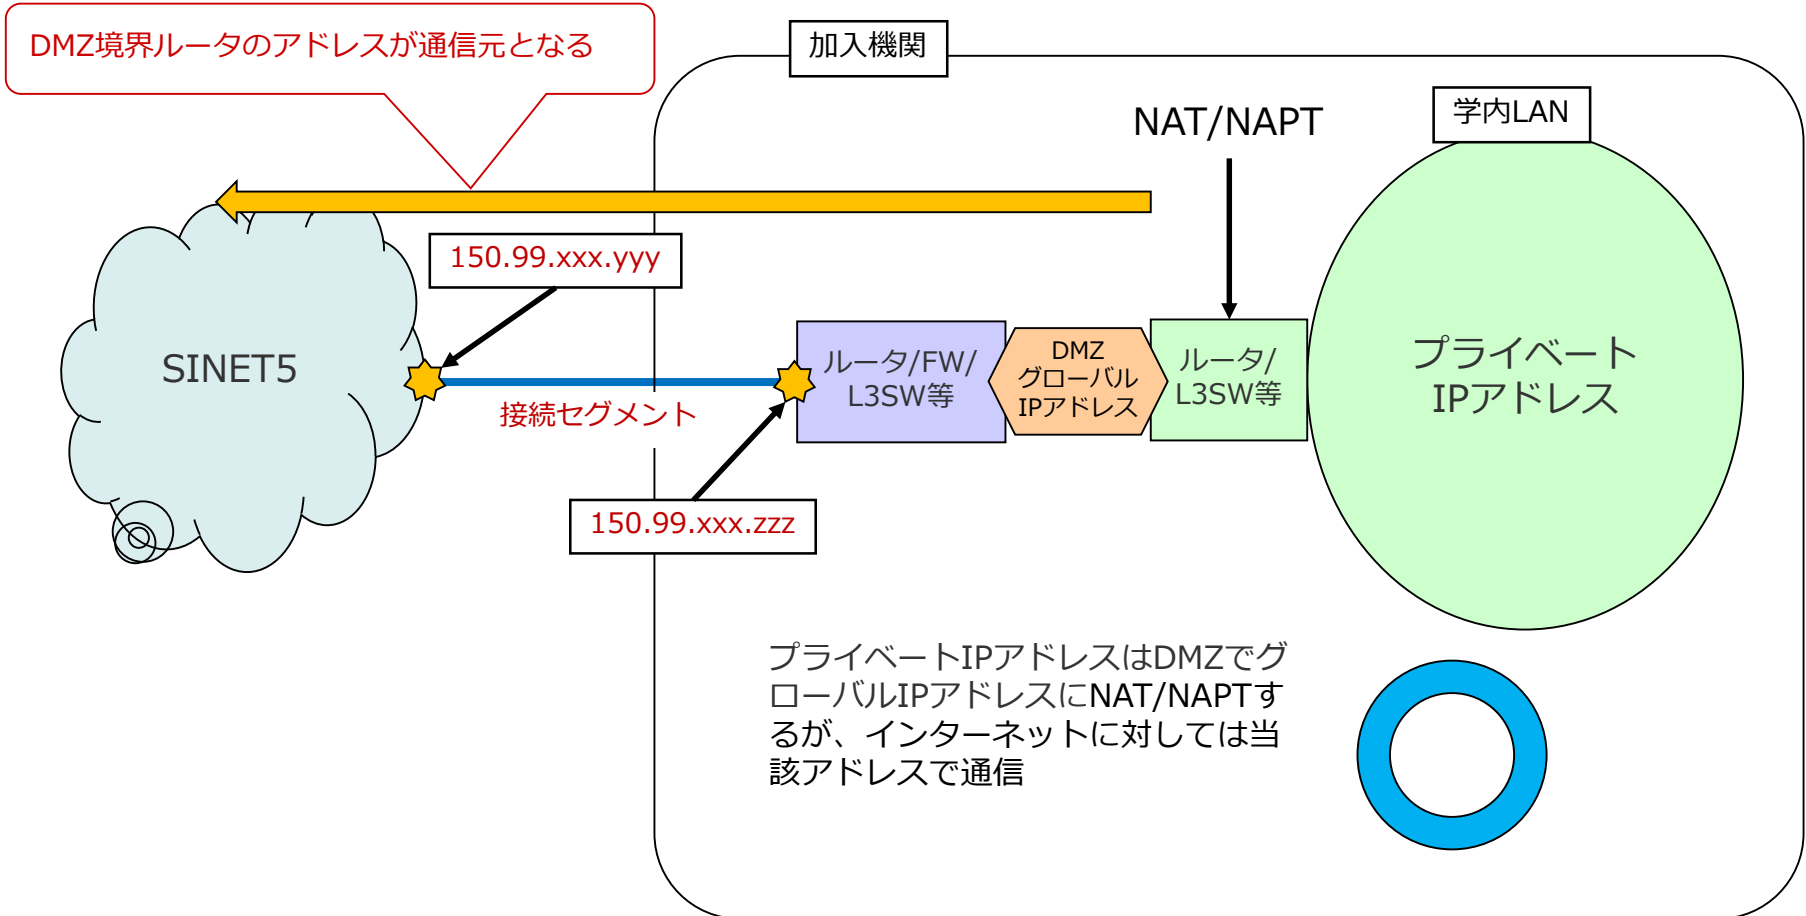 DMZ境界ルータのアドレスが通信元となる
加入機関
NAT/NAPT
学内LAN
150.99.xxx.yyy
SINET5
接続セグメント
ルータ/FW/
L3SW等
DMZ
グローバル
IPアドレス
ルータ/
L3SW等
プライベート
IPアドレス
150.99.xxx.zzz
プライベートIPアドレスはDMZでグ
ローバルIPアドレスにNAT/NAPTす
るが、インターネットに対しては当
該アドレスで通信